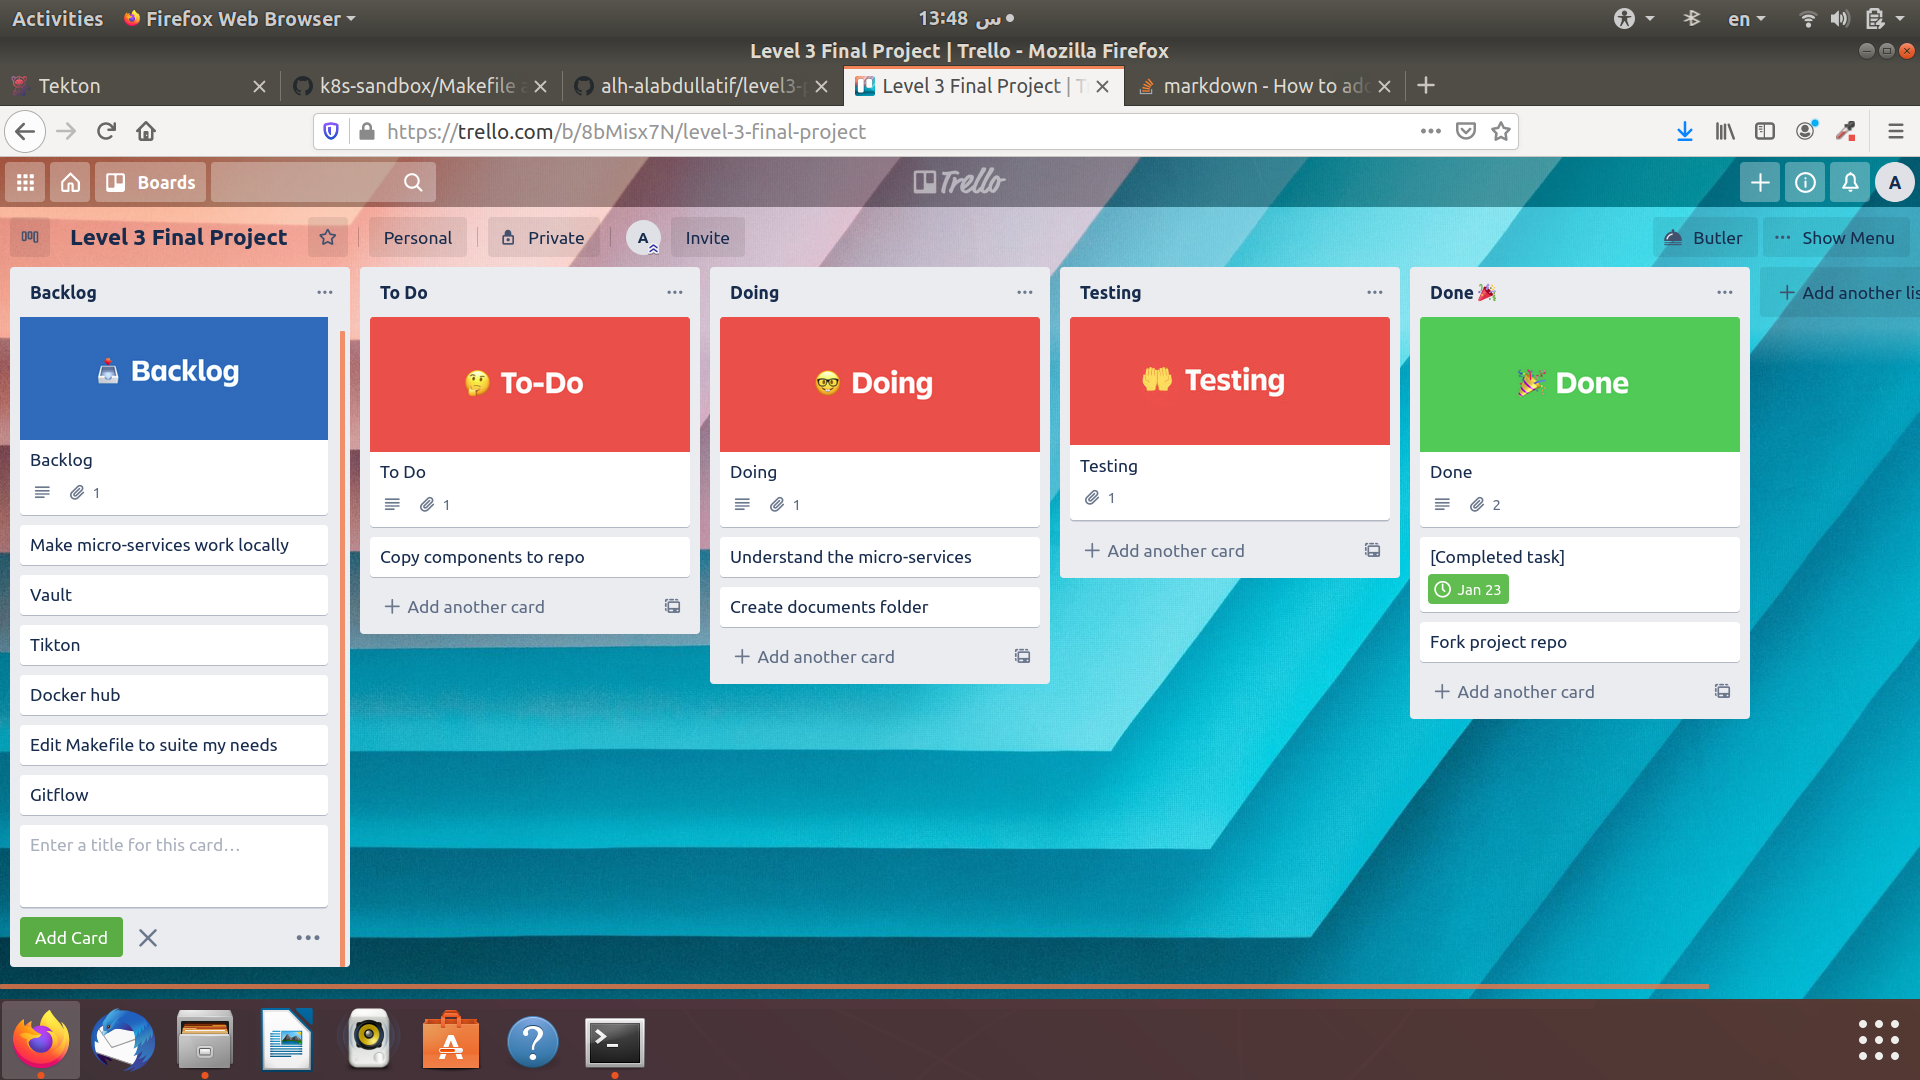 Activities
Firefox Web Browser
13:48 س
en
Level 3 Final Project | Trello - Mozilla Firefox
Tekton
k8s-sandbox/Makefile a
alh-alabdullatif/level3-p
Level 3 Final Project | T
markdown - How to add
https://trello.com/b/8bMisx7N/level-3-final-project
Boards
Trello
A
Level 3 Final Project
Personal
Private
A
Invite
Butler
Show Menu
Backlog
Backlog
Backlog
1
Make micro-services work locally
Vault
Tikton
Docker hub
Edit Makefile to suite my needs
Gitflow
Enter a title for this card…
Add Card
To Do
To-Do
To Do
1
Copy components to repo
Add another card
Doing
Doing
Doing
1
Understand the micro-services
Create documents folder
Add another card
Testing
Testing
Testing
1
Add another card
Done
Done
Done
2
[Completed task]
Jan 23
Fork project repo
Add another card
Add another lis